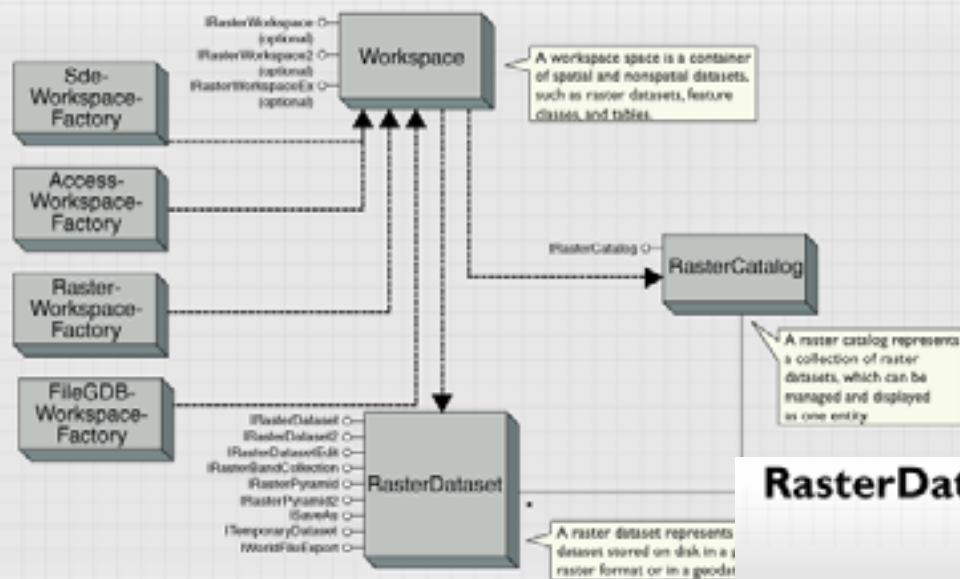 IRasterWorkspace
(optional)
IRasterWorkspace2
(optional)
IRasterWorkspaceEx
(optional)
Workspace
A workspace space is a container
of spatial and nonspatial datasets,
such as raster datasets, feature
classes, and tables.
Sde-
Workspace-
Factory
Access-
Workspace-
Factory
Raster-
Workspace-
Factory
FileGDB-
Workspace-
Factory
IRasterCatalog
RasterCatalog
A raster catalog represents
a collection of raster
datasets, which can be
managed and displayed
as one entity.
IRasterDataset
IRasterDataset2
IRasterDatasetEdit
IRasterBandCollection
IRasterPyramid
IRasterPyramid2
ISaveAs
ITemporaryDataset
IWorldFileExport
RasterDataset
*
A raster dataset represents
dataset stored on disk in a
raster format or in a geodat
RasterDat